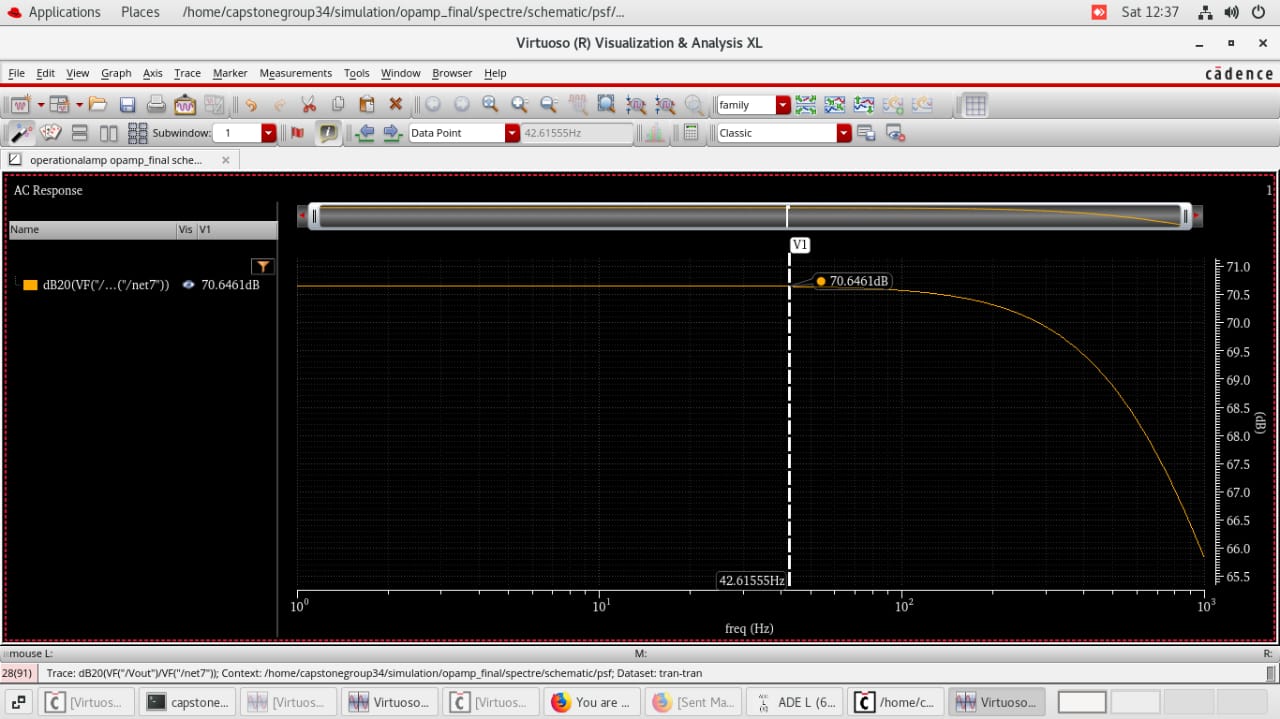 Applications Places /home/capstonegroup34/simulation/opamp_final/spectre/schematic/psf/... Sat 12:37
Virtuoso (R) Visualization & Analysis XL
File Edit View Graph Axis Trace Marker Measurements Tools Window Browser Help cādence
family
Subwindow: 1 Data Point 42.61555Hz Classic
operationalamp opamp_final sche...
AC Response 1
Name Vis V1
V1
dB20(VF("/...("/net7")) 70.6461dB
70.6461dB
71.0
70.5
70.0
69.5
69.0
68.5
68.0
67.5
67.0
66.5
66.0
65.5
(dB)
42.61555Hz
10^0 10^1 10^2 10^3
freq (Hz)
mouse L: M: R:
28(91) Trace: dB20(VF("/Vout")/VF("/net7")); Context: /home/capstonegroup34/simulation/opamp_final/spectre/schematic/psf; Dataset: tran-tran
[Virtuos... capstone... [Virtuos... Virtuoso... [Virtuos... You are ... [Sent Ma... ADE L (6... /home/c... Virtuoso...